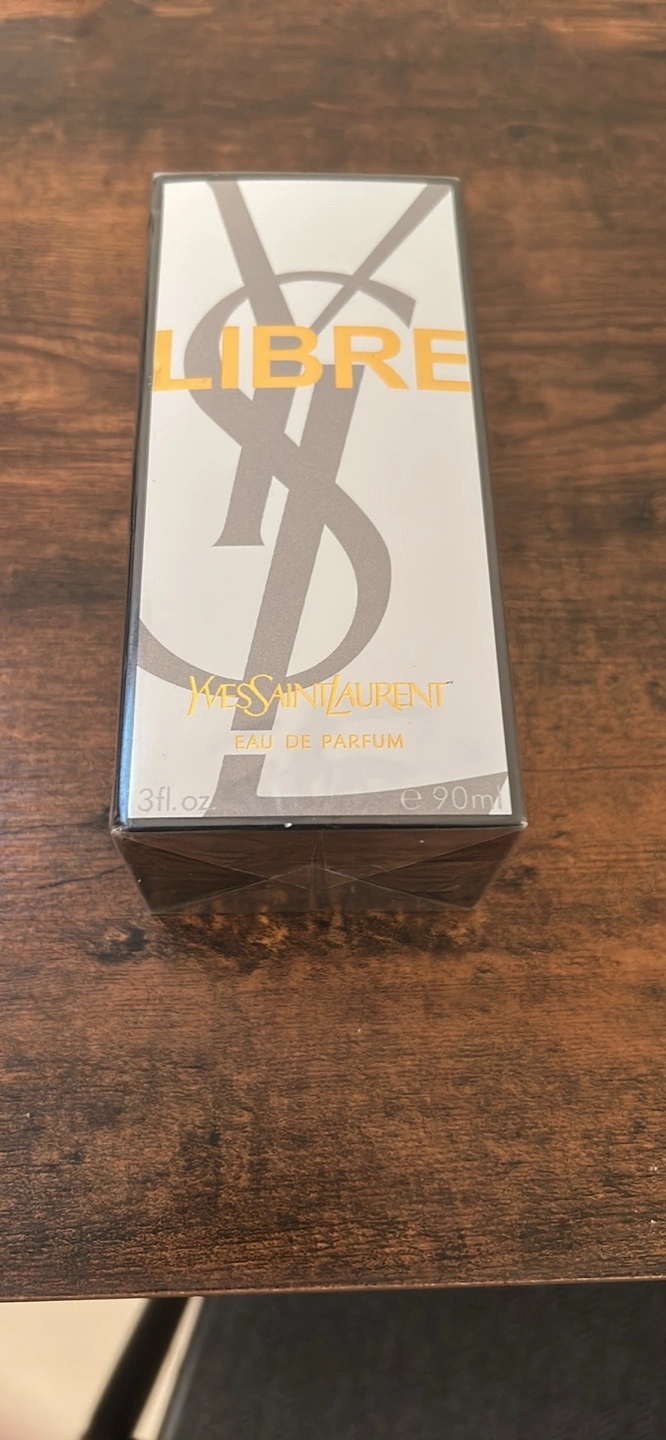 LIBRE
YVESSAINTLAURENT
EAU DE PARFUM
3fl.oz. e 90ml